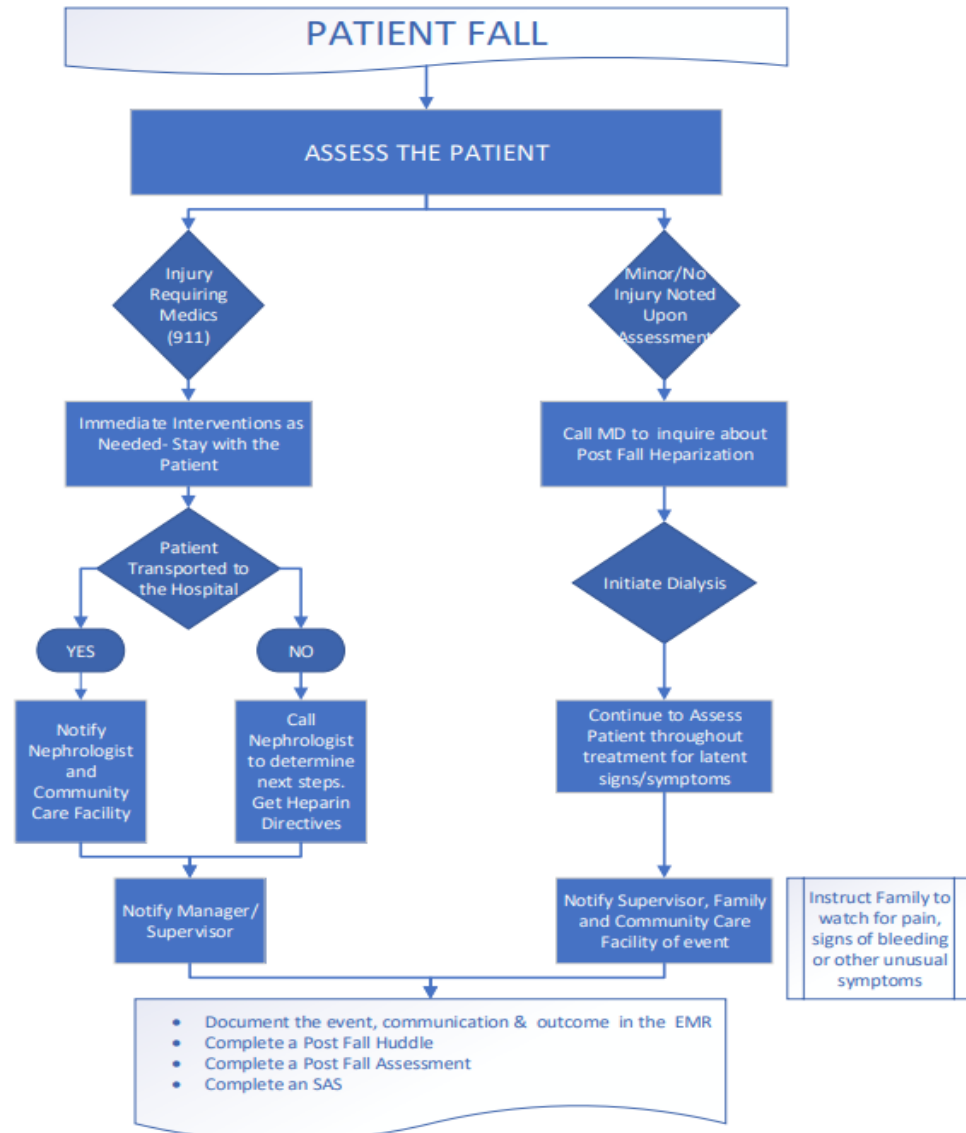 PATIENT FALL
ASSESS THE PATIENT
Injury
Requiring
Medics
(911)
Minor/No
Injury Noted
Upon
Assessment
Immediate Interventions as
Needed- Stay with the
Patient
Call MD to inquire about
Post Fall Heparization
Patient
Transported to
the Hospital
Initiate Dialysis
YES
NO
Notify
Nephrologist
and
Community
Care Facility
Call
Nephrologist
to determine
next steps.
Get Heparin
Directives
Continue to Assess
Patient throughout
treatment for latent
signs/symptoms
Notify Manager/
Supervisor
Notify Supervisor, Family
and Community Care
Facility of event
Instruct Family to
watch for pain,
signs of bleeding
or other unusual
symptoms
• Document the event, communication & outcome in the EMR
• Complete a Post Fall Huddle
• Complete a Post Fall Assessment
• Complete an SAS